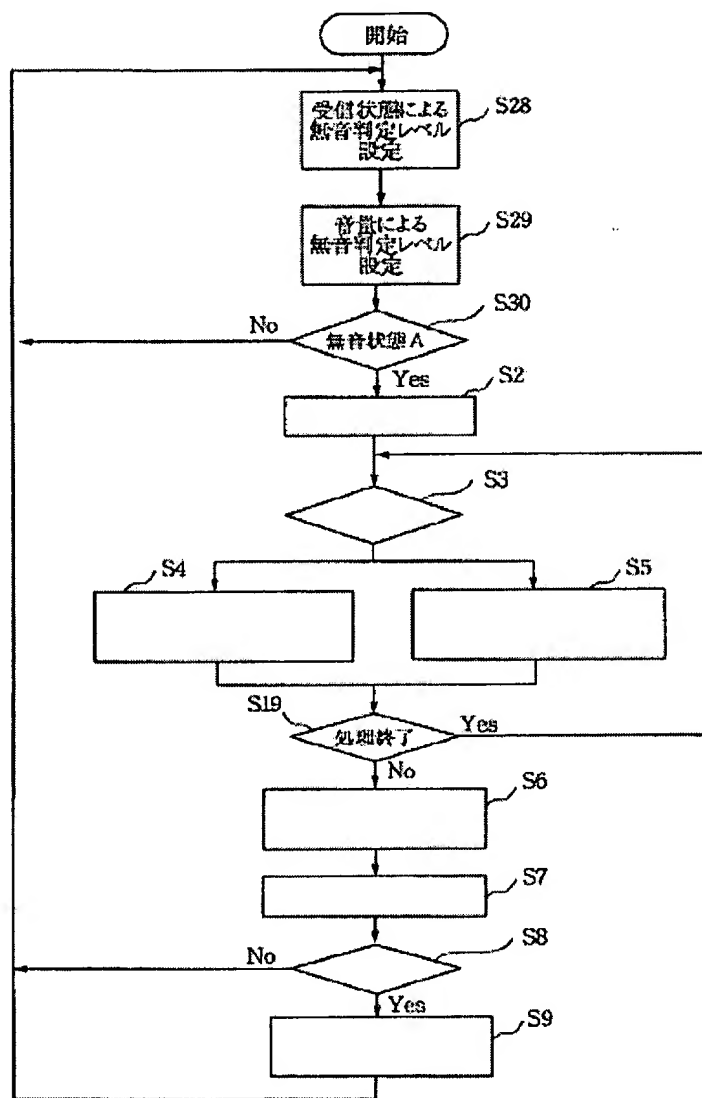 開始
受信状態による
無音判定レベル
設定
S28
音量による
無音判定レベル
設定
S29
S30
No
無音状態A
Yes
S2
S3
S4
S5
S19
処理終了
Yes
No
S6
S7
S8
No
Yes
S9